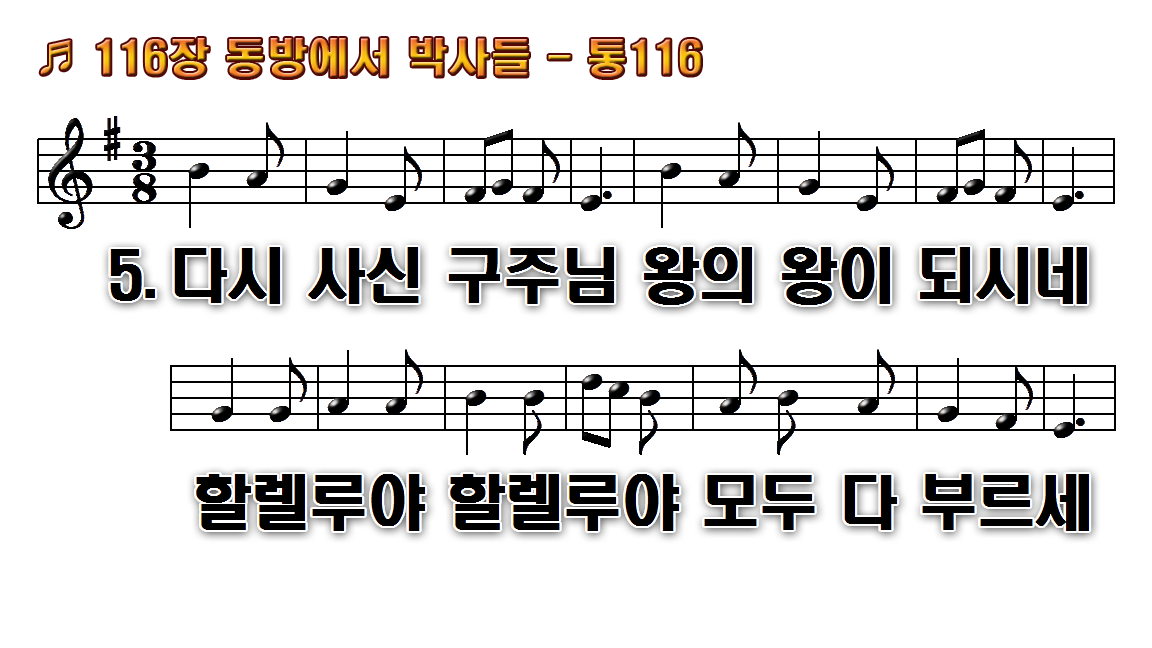 116장 동방에서 박사들 - 통116
5. 다시 사신 구주님 왕의 왕이 되시네
할렐루야 할렐루야 모두 다 부르세